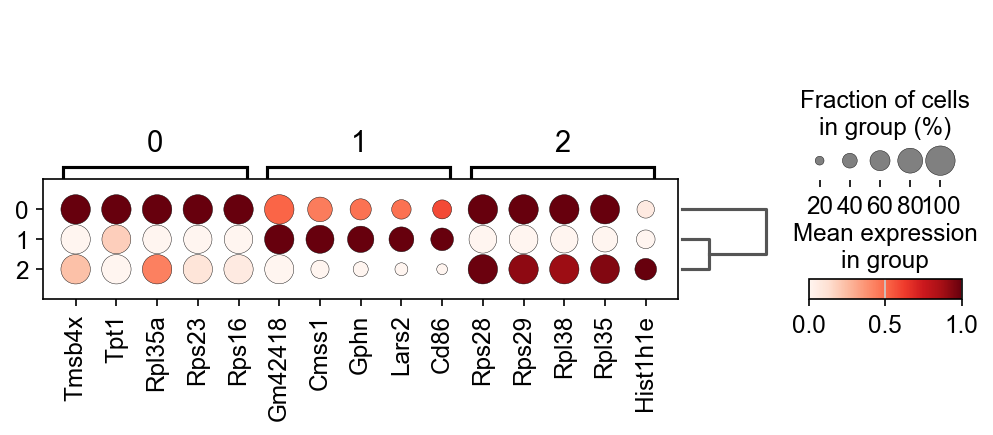 0 1 2
0
1
2
Tmsb4x Tpt1 Rpl35a Rps23 Rps16 Gm42418 Cmss1 Gphn Lars2 Cd86 Rps28 Rps29 Rpl38 Rpl35 Hist1h1e
Fraction of cells
in group (%)
20 40 60 80 100
Mean expression
in group
0.0 0.5 1.0